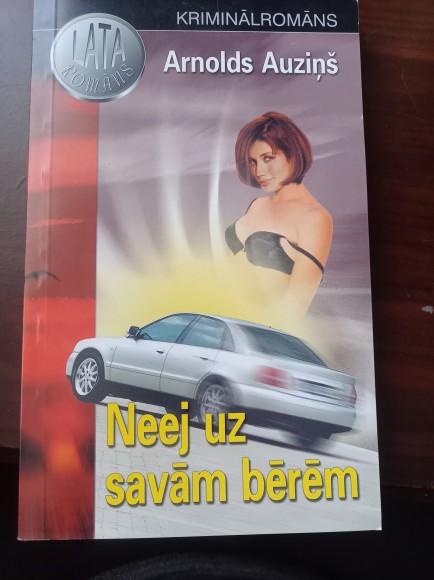 KRIMINĀLROMĀNS
LATA
ROMĀNS
Arnolds Auziņš
Neej uz
savām bērēm